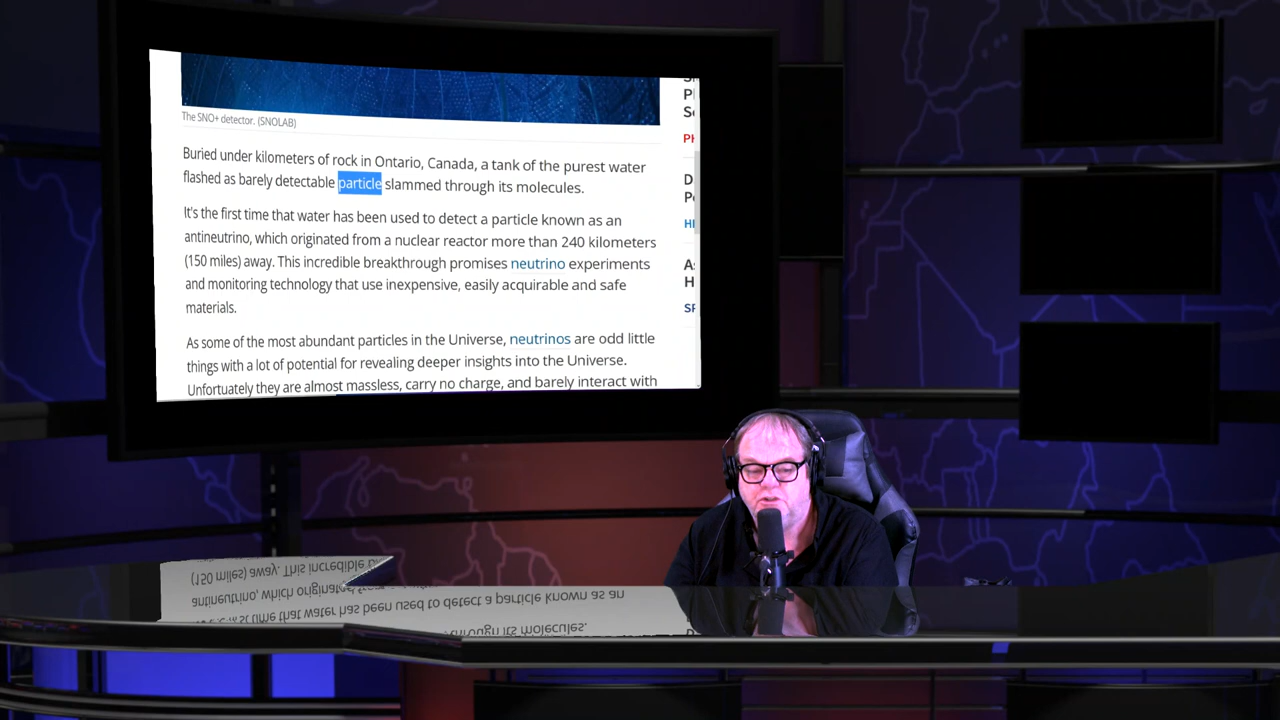 The SNO+ detector. (SNOLAB)
Buried under kilometers of rock in Ontario, Canada, a tank of the purest water
flashed as barely detectable particle slammed through its molecules.
It's the first time that water has been used to detect a particle known as an
antineutrino, which originated from a nuclear reactor more than 240 kilometers
(150 miles) away. This incredible breakthrough promises neutrino experiments
and monitoring technology that use inexpensive, easily acquirable and safe
materials.
As some of the most abundant particles in the Universe, neutrinos are odd little
things with a lot of potential for revealing deeper insights into the Universe.
Unfortuately they are almost massless, carry no charge, and barely interact with